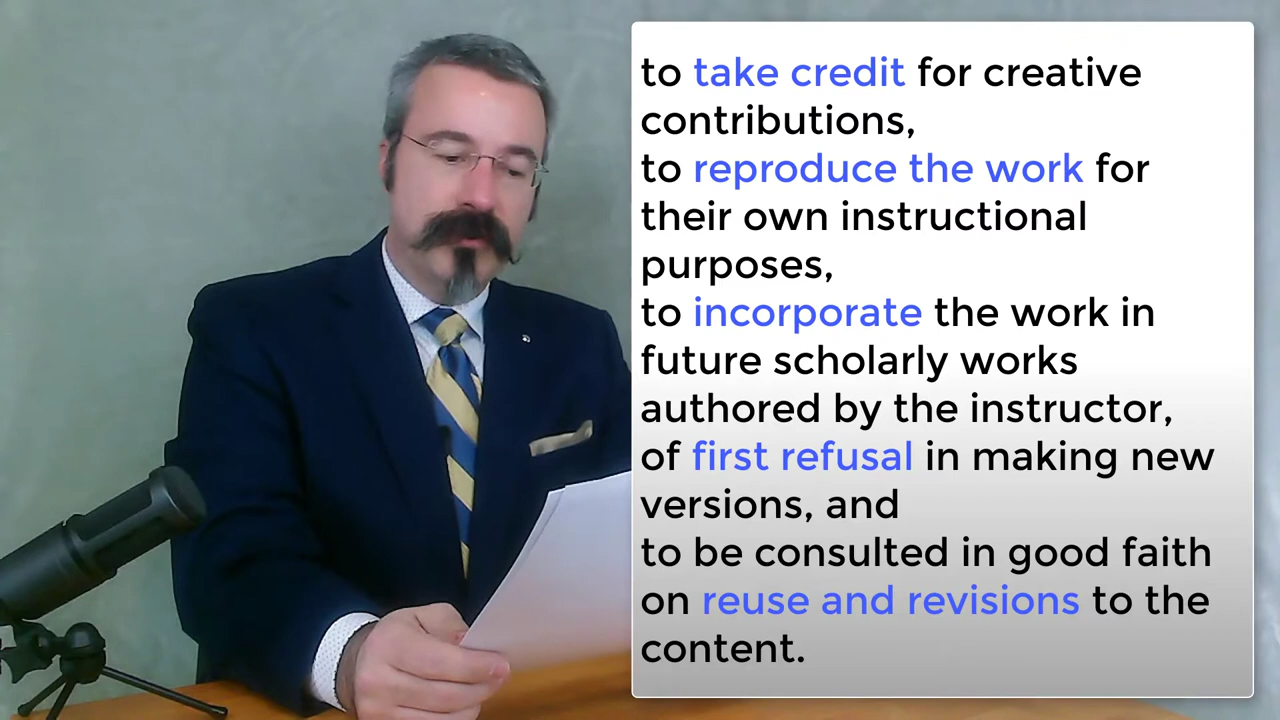 to take credit for creative
contributions,
to reproduce the work for
their own instructional
purposes,
to incorporate the work in
future scholarly works
authored by the instructor,
of first refusal in making new
versions, and
to be consulted in good faith
on reuse and revisions to the
content.